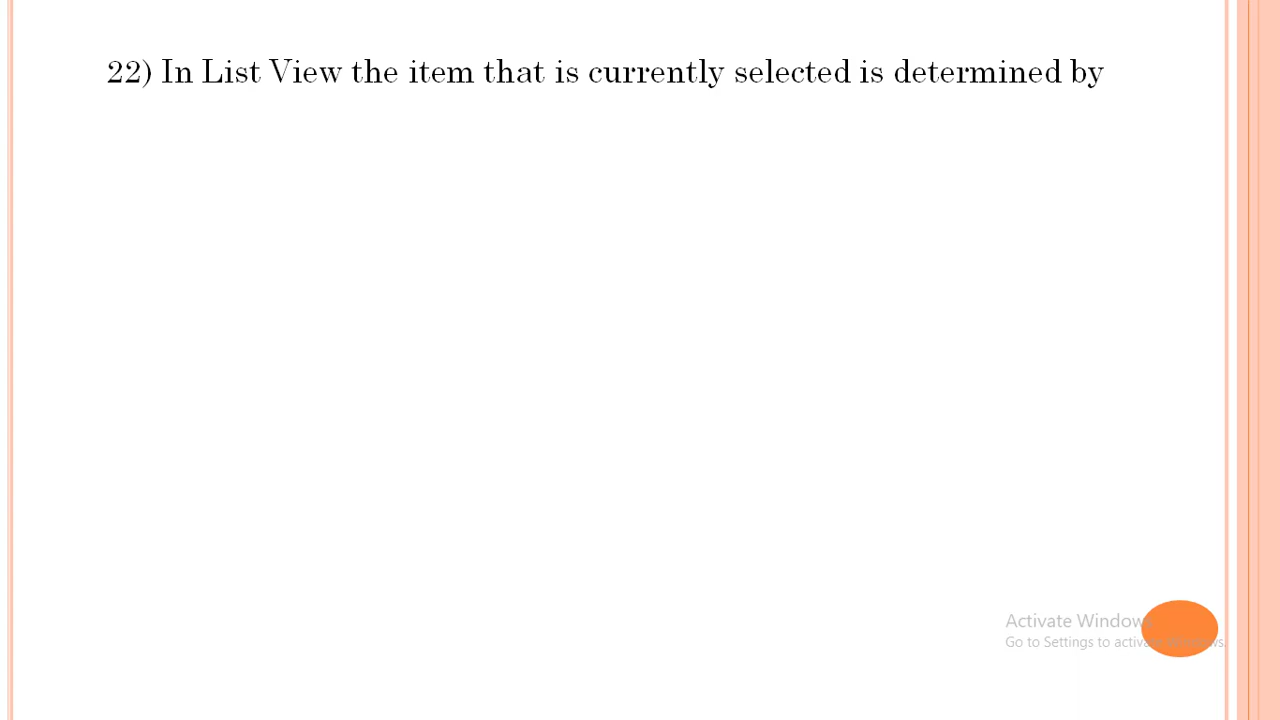 22) In List View the item that is currently selected is determined by
Activate Windows
Go to Settings to activate Windows.